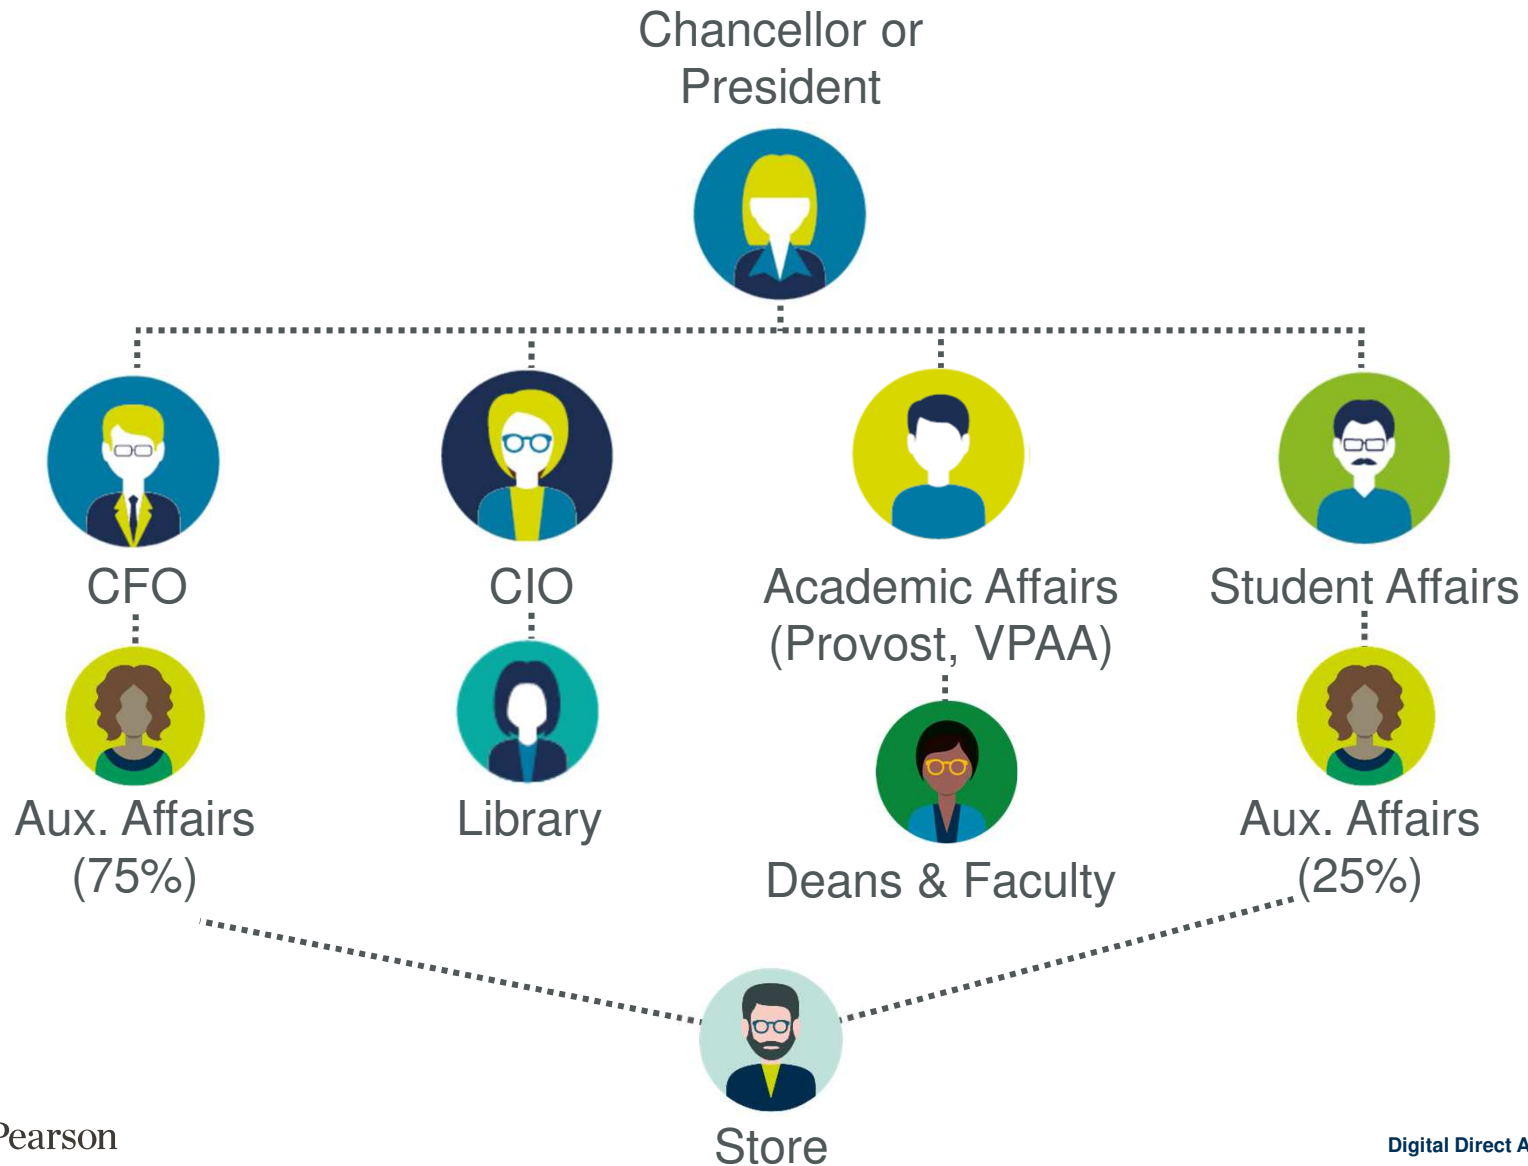 Chancellor or
President
CFO
CIO
Academic Affairs
(Provost, VPAA)
Student Affairs
Aux. Affairs
(75%)
Library
Deans & Faculty
Aux. Affairs
(25%)
Store
Pearson
Digital Direct A